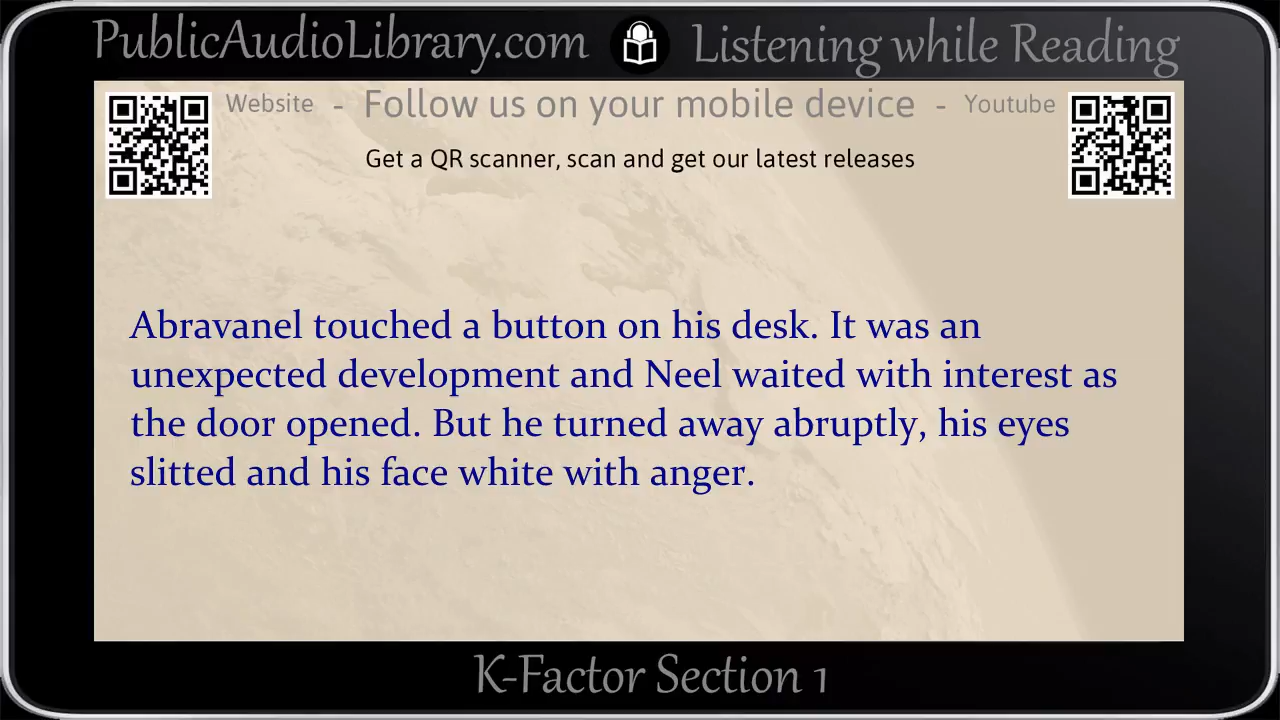 PublicAudioLibrary.com Listening while Reading
Website - Follow us on your mobile device - Youtube
Get a QR scanner, scan and get our latest releases
Abravanel touched a button on his desk. It was an
unexpected development and Neel waited with interest as
the door opened. But he turned away abruptly, his eyes
slitted and his face white with anger.
K-Factor Section 1